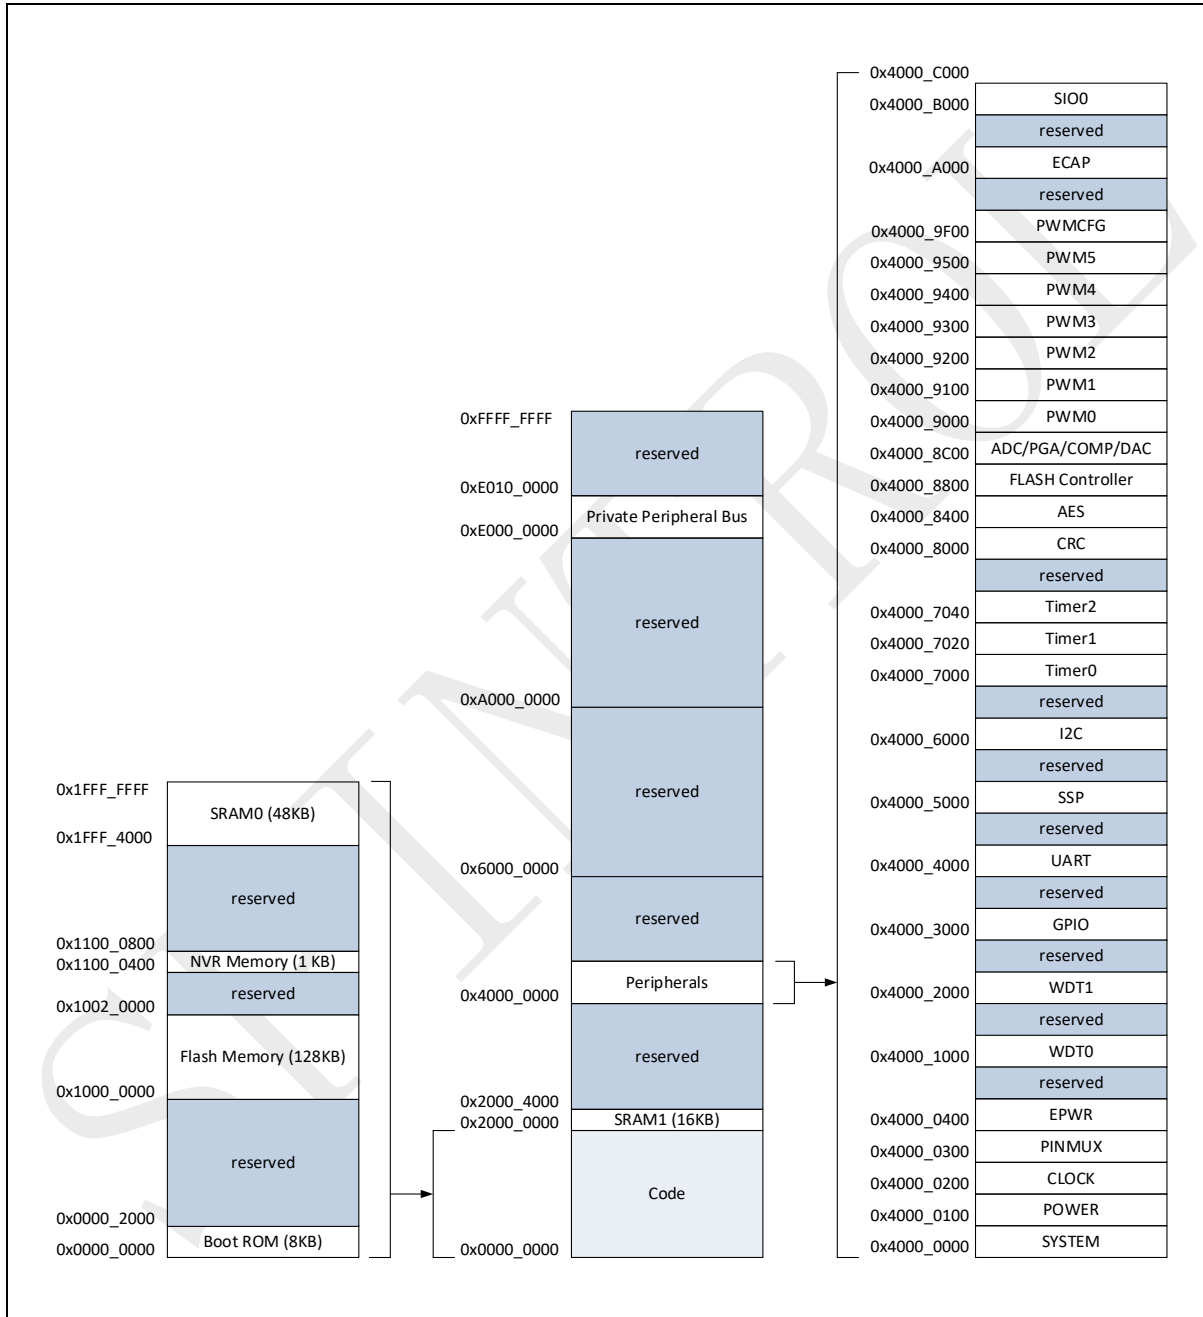 0x1FFF_FFFF
SRAM0 (48KB)
0x1FFF_4000
reserved
0x1100_0800
NVR Memory (1 KB)
0x1100_0400
reserved
0x1002_0000
Flash Memory (128KB)
0x1000_0000
reserved
0x0000_2000
Boot ROM (8KB)
0x0000_0000
0xFFFF_FFFF
reserved
0xE010_0000
Private Peripheral Bus
0xE000_0000
reserved
0xA000_0000
reserved
0x6000_0000
reserved
Peripherals
0x4000_0000
reserved
0x2000_4000
SRAM1 (16KB)
0x2000_0000
Code
0x0000_0000
0x4000_C000
SIO0
0x4000_B000
reserved
ECAP
0x4000_A000
reserved
PWMCFG
0x4000_9F00
PWM5
0x4000_9500
PWM4
0x4000_9400
PWM3
0x4000_9300
PWM2
0x4000_9200
PWM1
0x4000_9100
PWM0
0x4000_9000
ADC/PGA/COMP/DAC
0x4000_8C00
FLASH Controller
0x4000_8800
AES
0x4000_8400
CRC
0x4000_8000
reserved
Timer2
0x4000_7040
Timer1
0x4000_7020
Timer0
0x4000_7000
reserved
I2C
0x4000_6000
reserved
SSP
0x4000_5000
reserved
UART
0x4000_4000
reserved
GPIO
0x4000_3000
reserved
WDT1
0x4000_2000
reserved
WDT0
0x4000_1000
reserved
EPWR
0x4000_0400
PINMUX
0x4000_0300
CLOCK
0x4000_0200
POWER
0x4000_0100
SYSTEM
0x4000_0000